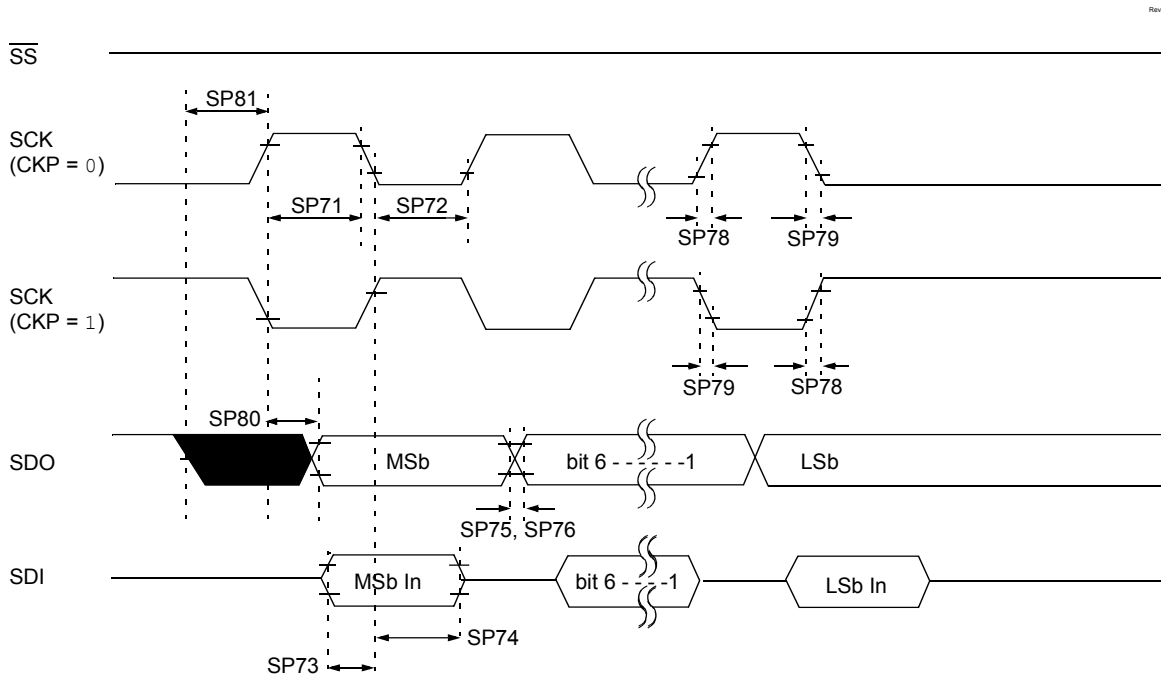 Rev
SS
SP81
SCK
(CKP = 0)
SP71 SP72
SP78 SP79
SCK
(CKP = 1)
SP79 SP78
SP80
SDO MSb bit 6 - - - - - -1 LSb
SP75, SP76
SDI MSb In bit 6 - - - - -1 LSb In
SP74
SP73